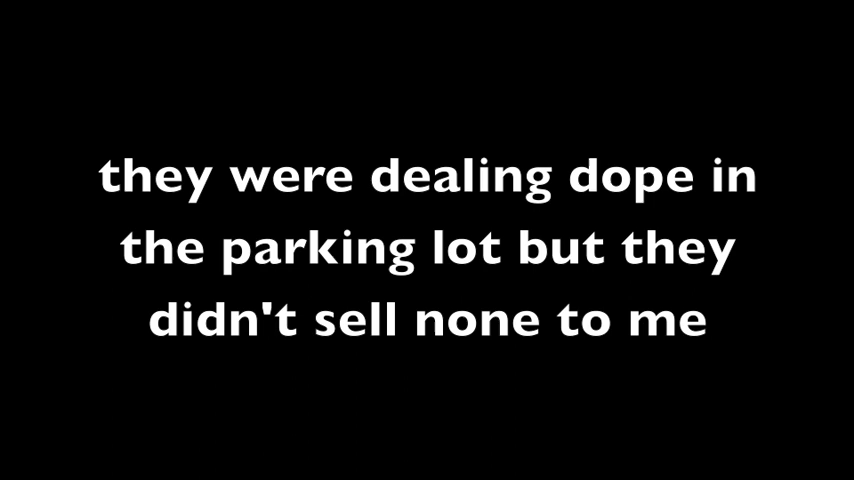 they were dealing dope in
the parking lot but they
didn't sell none to me